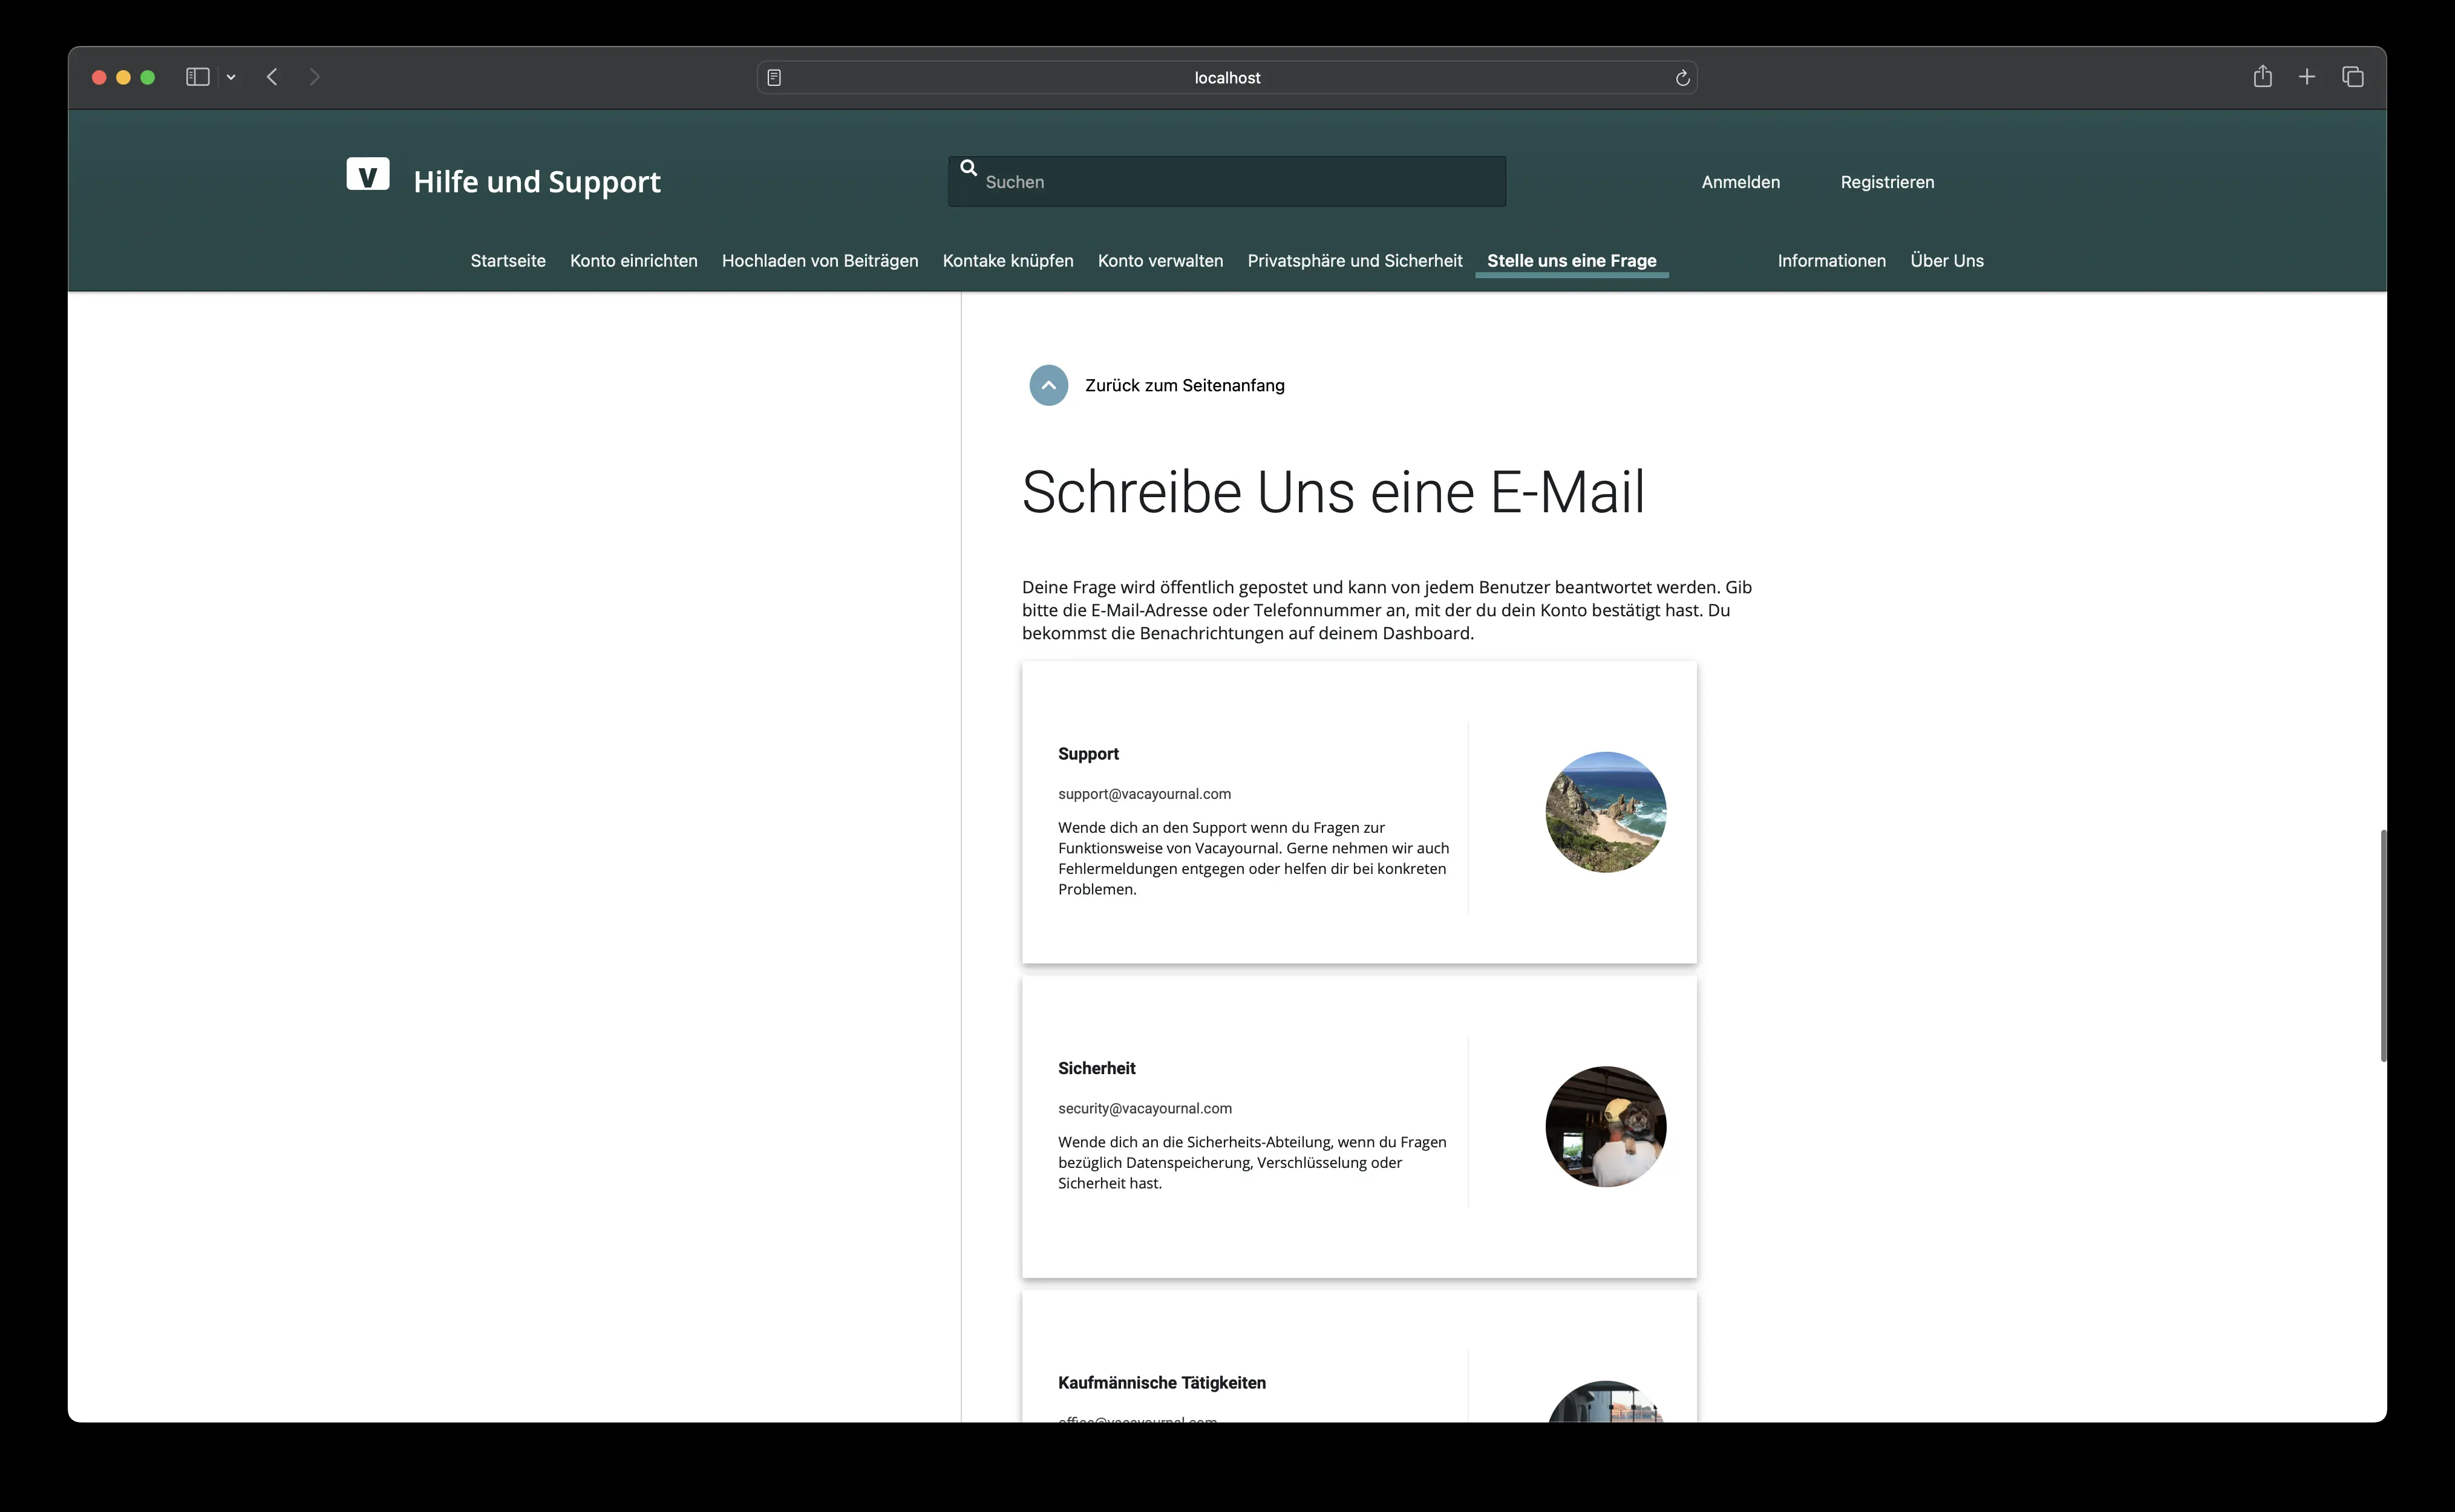 localhost
V
Hilfe und Support
Suchen
Anmelden
Registrieren
Startseite
Konto einrichten
Hochladen von Beiträgen
Kontake knüpfen
Konto verwalten
Privatsphäre und Sicherheit
Stelle uns eine Frage
Informationen
Über Uns
Zurück zum Seitenanfang
Schreibe Uns eine E-Mail
Deine Frage wird öffentlich gepostet und kann von jedem Benutzer beantwortet werden. Gib
bitte die E-Mail-Adresse oder Telefonnummer an, mit der du dein Konto bestätigt hast. Du
bekommst die Benachrichtungen auf deinem Dashboard.
Support
support@vacayournal.com
Wende dich an den Support wenn du Fragen zur
Funktionsweise von Vacayournal. Gerne nehmen wir auch
Fehlermeldungen entgegen oder helfen dir bei konkreten
Problemen.
Sicherheit
security@vacayournal.com
Wende dich an die Sicherheits-Abteilung, wenn du Fragen
bezüglich Datenspeicherung, Verschlüsselung oder
Sicherheit hast.
Kaufmännische Tätigkeiten
office@vacayournal.com